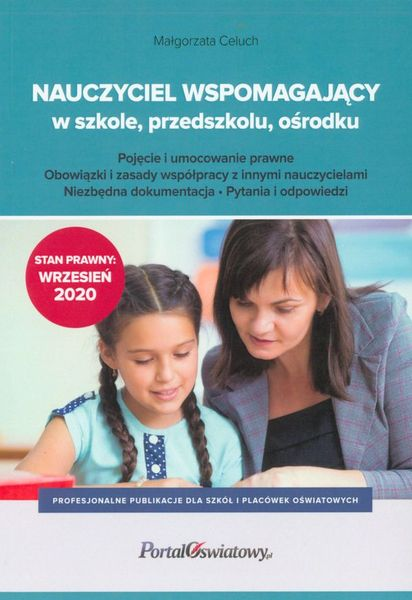 Małgorzata Celuch
NAUCZYCIEL WSPOMAGAJĄCY
w szkole, przedszkolu, ośrodku
Pojęcie i umocowanie prawne
Obowiązki i zasady współpracy z innymi nauczycielami
Niezbędna dokumentacja • Pytania i odpowiedzi
STAN PRAWNY:
WRZESIEŃ
2020
PROFESJONALNE PUBLIKACJE DLA SZKÓŁ I PLACÓWEK OŚWIATOWYCH
PortalOświatowy.pl